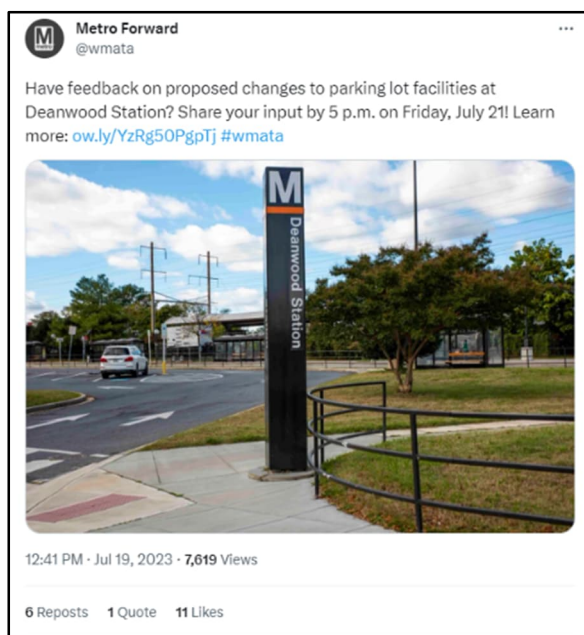 Metro Forward
@wmata
Have feedback on proposed changes to parking lot facilities at
Deanwood Station? Share your input by 5 p.m. on Friday, July 21! Learn
more: ow.ly/YzRg50PgpTj #wmata
M
Deanwood Station
12:41 PM · Jul 19, 2023 · 7,619 Views
6 Reposts 1 Quote 11 Likes